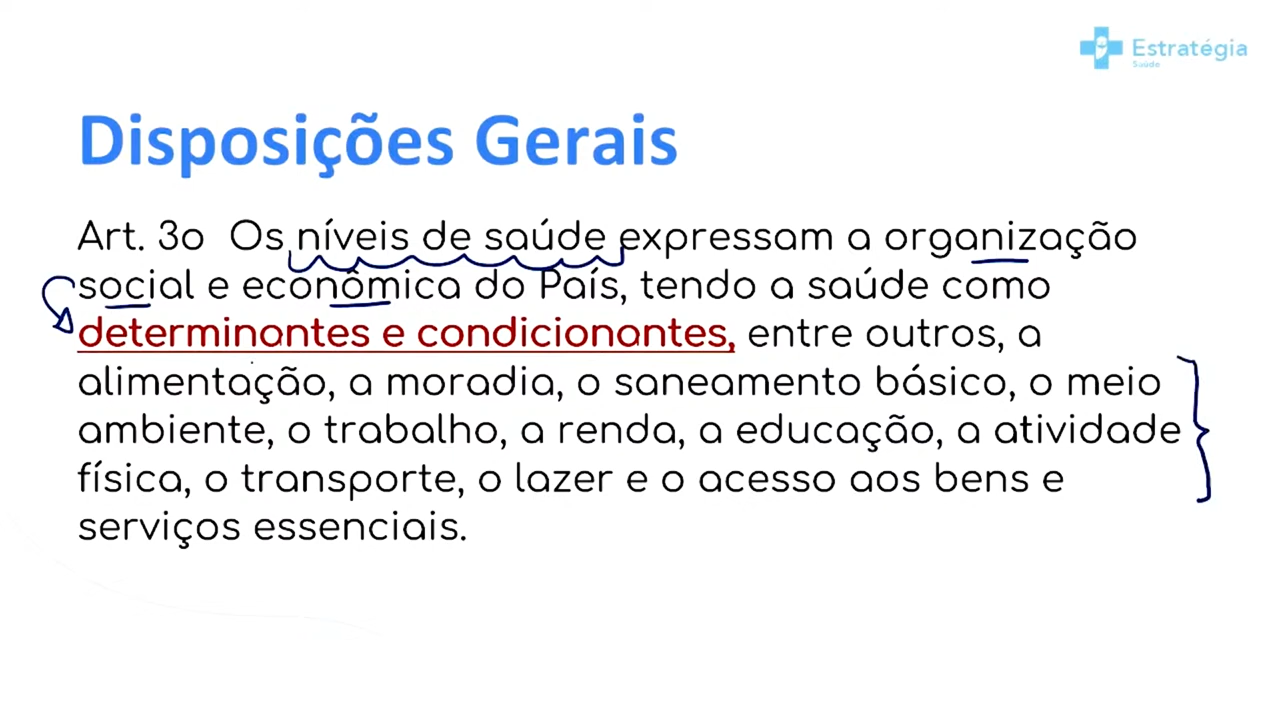 Estratégia
Saúde
Disposições Gerais
Art. 3o Os níveis de saúde expressam a organização
social e econômica do País, tendo a saúde como
determinantes e condicionantes, entre outros, a
alimentação, a moradia, o saneamento básico, o meio
ambiente, o trabalho, a renda, a educação, a atividade
física, o transporte, o lazer e o acesso aos bens e
serviços essenciais.